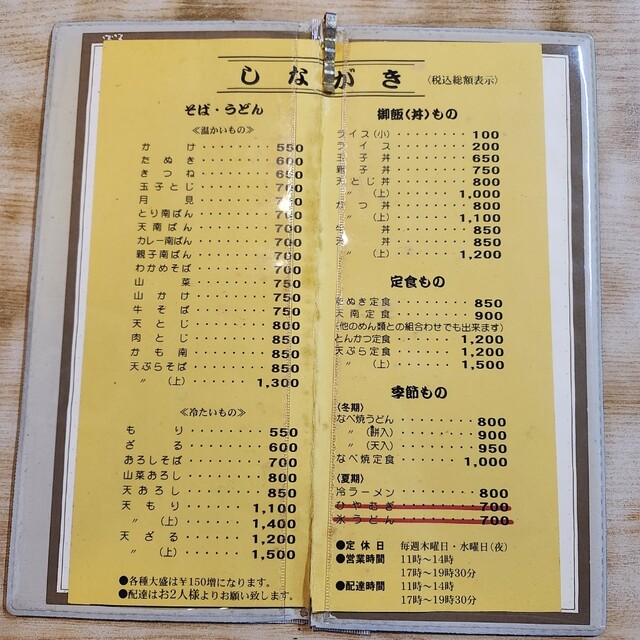 しながき (税込総額表示)
そば・うどん
≪温かいもの≫
かけ ········ 550
たぬき ········ 600
きつね ········ 650
玉子とじ ········ 700
月見 ········
とり南ばん ········ 700
天南ばん ········ 700
カレー南ばん ······· 700
親子南ばん ········ 700
わかめそば ········ 700
山菜 ········ 750
山かけ ········ 750
牛そば ········ 750
天とじ ········ 800
肉とじ ········ 850
かも南 ········ 850
天ぷらそば ········ 850
〃 (上) ······ 1,300
≪冷たいもの≫
もり ········ 550
ざる ········ 600
おろしそば ········ 700
山菜おろし ········ 800
天おろし ········ 850
天もり ······ 1,100
〃 (上) ······ 1,400
天ざる ······ 1,200
〃 (上) ······ 1,500
●各種大盛は¥150増になります。
●配達はお2人様よりお願い致します。
御飯(丼)もの
ライス(小) ········ 100
ライス ········ 200
玉子丼 ········ 650
親子丼 ········ 750
天とじ丼 ········ 800
〃 (上) ······ 1,000
かつ丼 ········ 800
〃 (上) ······ 1,100
牛丼 ········ 850
天丼 ········ 850
〃 (上) ······ 1,200
定食もの
たぬき定食 ········ 850
天南定食 ········ 900
(他のめん類との組合わせでも出来ます)
とんかつ定食 ······ 1,200
天ぷら定食 ······ 1,200
〃 (上) ······ 1,500
季節もの
〈冬期〉
なべ焼うどん ········ 800
〃 (餅入) ········ 900
〃 (天入) ········ 950
なべ焼定食 ······ 1,000
〈夏期〉
冷ラーメン ········ 800
ひやむぎ ········ 700
氷うどん ········ 700
●定休日 毎週木曜日・水曜日(夜)
●営業時間 11時〜14時
17時〜19時30分
●配達時間 11時〜14時
17時〜19時30分